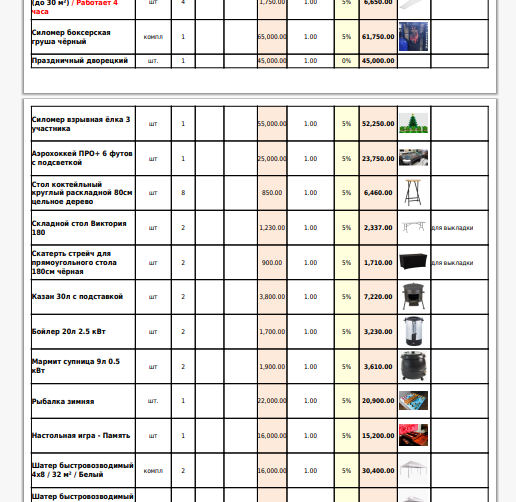 (до 30 м²) / Работает 4 часа шт 4 1,750.00 1.00 5% 6,650.00
Силомер боксерская груша чёрный компл 1 65,000.00 1.00 5% 61,750.00
Праздничный дворецкий шт. 1 45,000.00 1.00 0% 45,000.00
Силомер взрывная ёлка 3 участника шт 1 55,000.00 1.00 5% 52,250.00
Аэрохоккей ПРО+ 6 футов с подсветкой шт 1 25,000.00 1.00 5% 23,750.00
Стол коктейльный круглый раскладной 80см цельное дерево шт 8 850.00 1.00 5% 6,460.00
Складной стол Виктория 180 шт 2 1,230.00 1.00 5% 2,337.00 для выкладки
Скатерть стрейч для прямоугольного стола 180см чёрная шт 2 900.00 1.00 5% 1,710.00 для выкладки
Казан 30л с подставкой шт 2 3,800.00 1.00 5% 7,220.00
Бойлер 20л 2.5 кВт шт 2 1,700.00 1.00 5% 3,230.00
Мармит супница 9л 0.5 кВт шт 2 1,900.00 1.00 5% 3,610.00
Рыбалка зимняя шт. 1 22,000.00 1.00 5% 20,900.00
Настольная игра - Память шт 1 16,000.00 1.00 5% 15,200.00
Шатер быстровозводимый 4x8 / 32 м² / Белый компл 2 16,000.00 1.00 5% 30,400.00
Шатер быстровозводимый